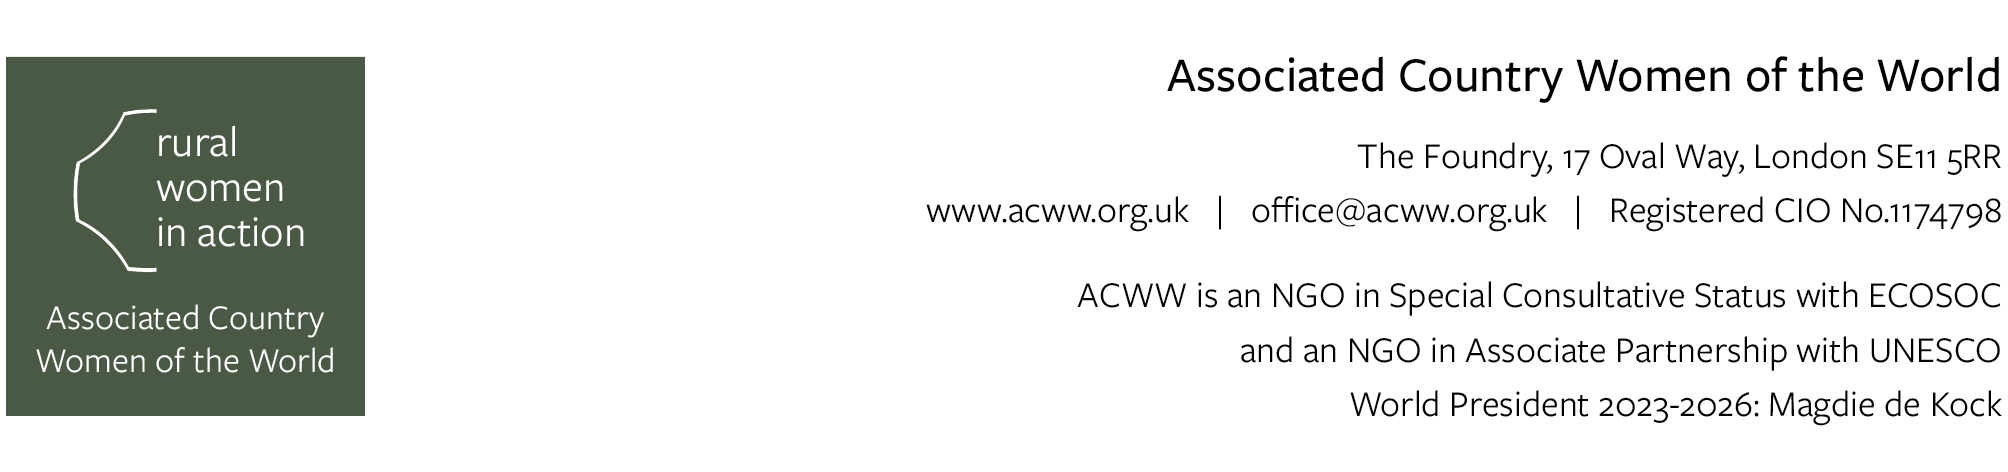 rural
women
in action
Associated Country
Women of the World
Associated Country Women of the World
The Foundry, 17 Oval Way, London SE11 5RR
www.acww.org.uk | office@acww.org.uk | Registered CIO No.1174798
ACWW is an NGO in Special Consultative Status with ECOSOC
and an NGO in Associate Partnership with UNESCO
World President 2023-2026: Magdie de Kock